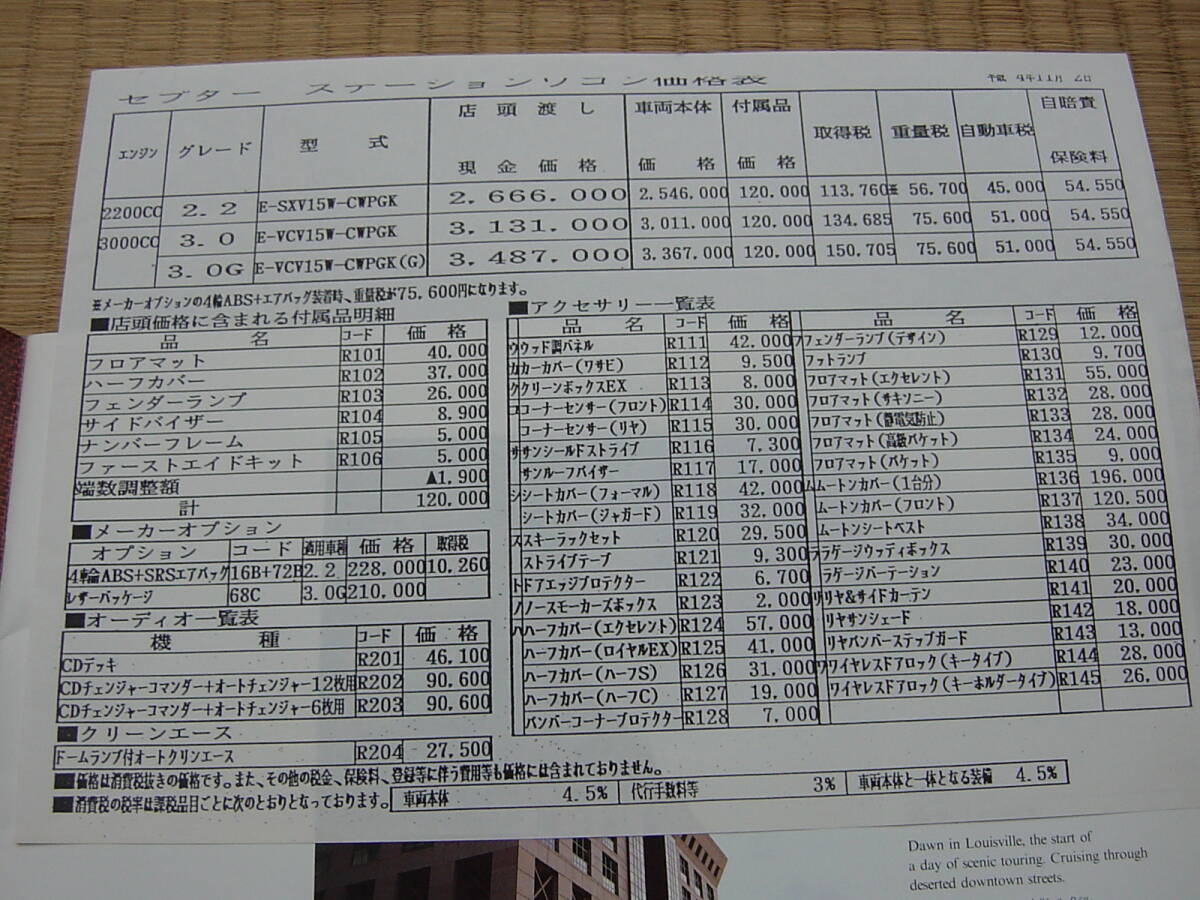 セプター ステーションワゴン価格表 平成 4年11月 2日
エンジン グレード 型 式 店頭渡し 現金価格 車両本体 価 格 付属品 価 格 取得税 重量税 自動車税 自賠責 保険料
2200CC 2.2 E-SXV15W-CWPGK 2.666.000 2.546.000 120.000 113.760 ※ 56.700 45.000 54.550
3000CC 3.0 E-VCV15W-CWPGK 3.131.000 3.011.000 120.000 134.685 75.600 51.000 54.550
3.0G E-VCV15W-CWPGK(G) 3.487.000 3.367.000 120.000 150.705 75.600 51.000 54.550
※メーカーオプションの4輪ABS+エアバッグ装着時、重量税が75.600円になります。
■店頭価格に含まれる付属品明細
品 名 コード 価 格
フロアマット R101 40.000
ハーフカバー R102 37.000
フェンダーランプ R103 26.000
サイドバイザー R104 8.900
ナンバーフレーム R105 5.000
ファーストエイドキット R106 5.000
端数調整額 ▲1.900
計 120.000
■メーカーオプション
オプション コード 適用車種 価 格 取得税
4輪ABS+SRSエアバッグ 16B+72B 2.2 228.000 10.260
レザーパッケージ 68C 3.0G 210.000
■オーディオ一覧表
機 種 コード 価 格
CDデッキ R201 46.100
CDチェンジャーコマンダー+オートチェンジャー12枚用 R202 90.600
CDチェンジャーコマンダー+オートチェンジャー6枚用 R203 90.600
■クリーンエース
ドームランプ付オートクリンエース R204 27.500
■アクセサリー一覧表
品 名 コード 価 格
ウ ウッド調パネル R111 42.000
カ カーカバー(ワサビ) R112 9.500
ク クリーンボックスEX R113 8.000
コ コーナーセンサー(フロント) R114 30.000
コーナーセンサー(リヤ) R115 30.000
サ サンシールドストライプ R116 7.300
サンルーフバイザー R117 17.000
シ シートカバー(フォーマル) R118 42.000
シートカバー(ジャガード) R119 32.000
ス スキーラックセット R120 29.500
ストライプテープ R121 9.300
ト ドアエッジプロテクター R122 6.700
ノ ノースモーカーズボックス R123 2.000
ハ ハーフカバー(エクセレント) R124 57.000
ハーフカバー(ロイヤルEX) R125 41.000
ハーフカバー(ハーフS) R126 31.000
ハーフカバー(ハーフC) R127 19.000
バンパーコーナープロテクター R128 7.000
品 名 コード 価 格
フ フェンダーランプ(デザイン) R129 12.000
フットランプ R130 9.700
フロアマット(エクセレント) R131 55.000
フロアマット(サキソニー) R132 28.000
フロアマット(静電気防止) R133 28.000
フロアマット(高級バケット) R134 24.000
フロアマット(バケット) R135 9.000
ム ムートンカバー(1台分) R136 196.000
ムートンカバー(フロント) R137 120.500
ムートンシートベスト R138 34.000
ラ ラゲージウッディボックス R139 30.000
ラゲージパーテーション R140 23.000
リ リヤ&サイドカーテン R141 20.000
リヤサンシェード R142 18.000
リヤバンパーステップガード R143 13.000
ワ ワイヤレスドアロック(キータイプ) R144 28.000
ワイヤレスドアロック(キーホルダータイプ) R145 26.000
■価格は消費税抜きの価格です。また、その他の税金、保険料、登録等に伴う費用等も価格には含まれておりません。
■消費税の税率は課税品目ごとに次のとおりとなっております。 車両本体 4.5% 代行手数料等 3% 車両本体と一体となる装備 4.5%
Dawn in Louisville, the start of
a day of scenic touring. Cruising through
deserted downtown streets.